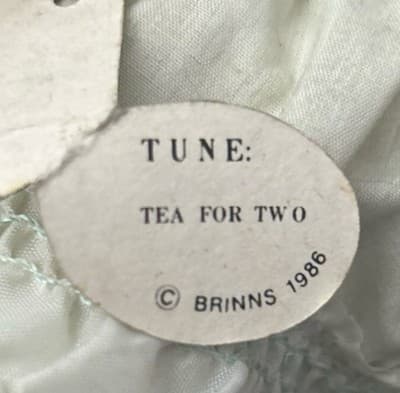 TUNE:
TEA FOR TWO
© BRINNS 1986